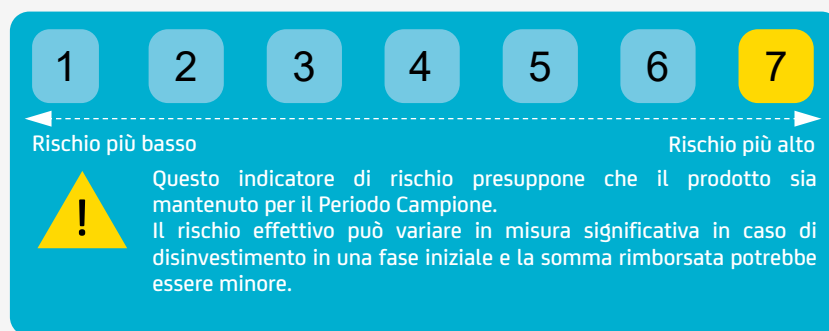 1 2 3 4 5 6 7
Rischio più basso Rischio più alto
!
Questo indicatore di rischio presuppone che il prodotto sia
mantenuto per il Periodo Campione.
Il rischio effettivo può variare in misura significativa in caso di
disinvestimento in una fase iniziale e la somma rimborsata potrebbe
essere minore.